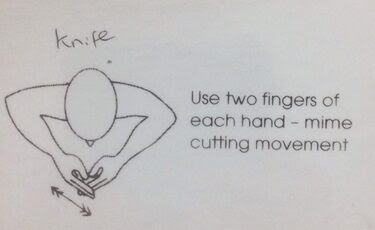 Knife
Use two fingers of
each hand – mime
cutting movement